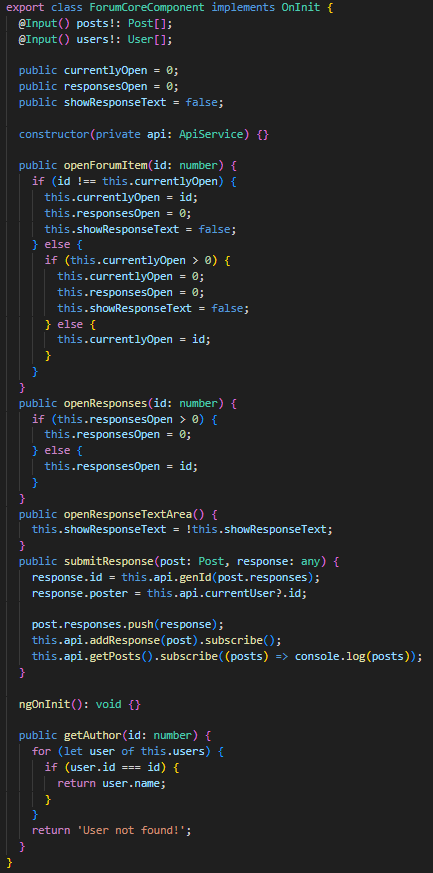 export class ForumCoreComponent implements OnInit {
  @Input() posts!: Post[];
  @Input() users!: User[];

  public currentlyOpen = 0;
  public responsesOpen = 0;
  public showResponseText = false;

  constructor(private api: ApiService) {}

  public openForumItem(id: number) {
    if (id !== this.currentlyOpen) {
      this.currentlyOpen = id;
      this.responsesOpen = 0;
      this.showResponseText = false;
    } else {
      if (this.currentlyOpen > 0) {
        this.currentlyOpen = 0;
        this.responsesOpen = 0;
        this.showResponseText = false;
      } else {
        this.currentlyOpen = id;
      }
    }
  }
  public openResponses(id: number) {
    if (this.responsesOpen > 0) {
      this.responsesOpen = 0;
    } else {
      this.responsesOpen = id;
    }
  }
  public openResponseTextArea() {
    this.showResponseText = !this.showResponseText;
  }
  public submitResponse(post: Post, response: any) {
    response.id = this.api.genId(post.responses);
    response.poster = this.api.currentUser?.id;

    post.responses.push(response);
    this.api.addResponse(post).subscribe();
    this.api.getPosts().subscribe((posts) => console.log(posts));
  }

  ngOnInit(): void {}

  public getAuthor(id: number) {
    for (let user of this.users) {
      if (user.id === id) {
        return user.name;
      }
    }
    return 'User not found!';
  }
}